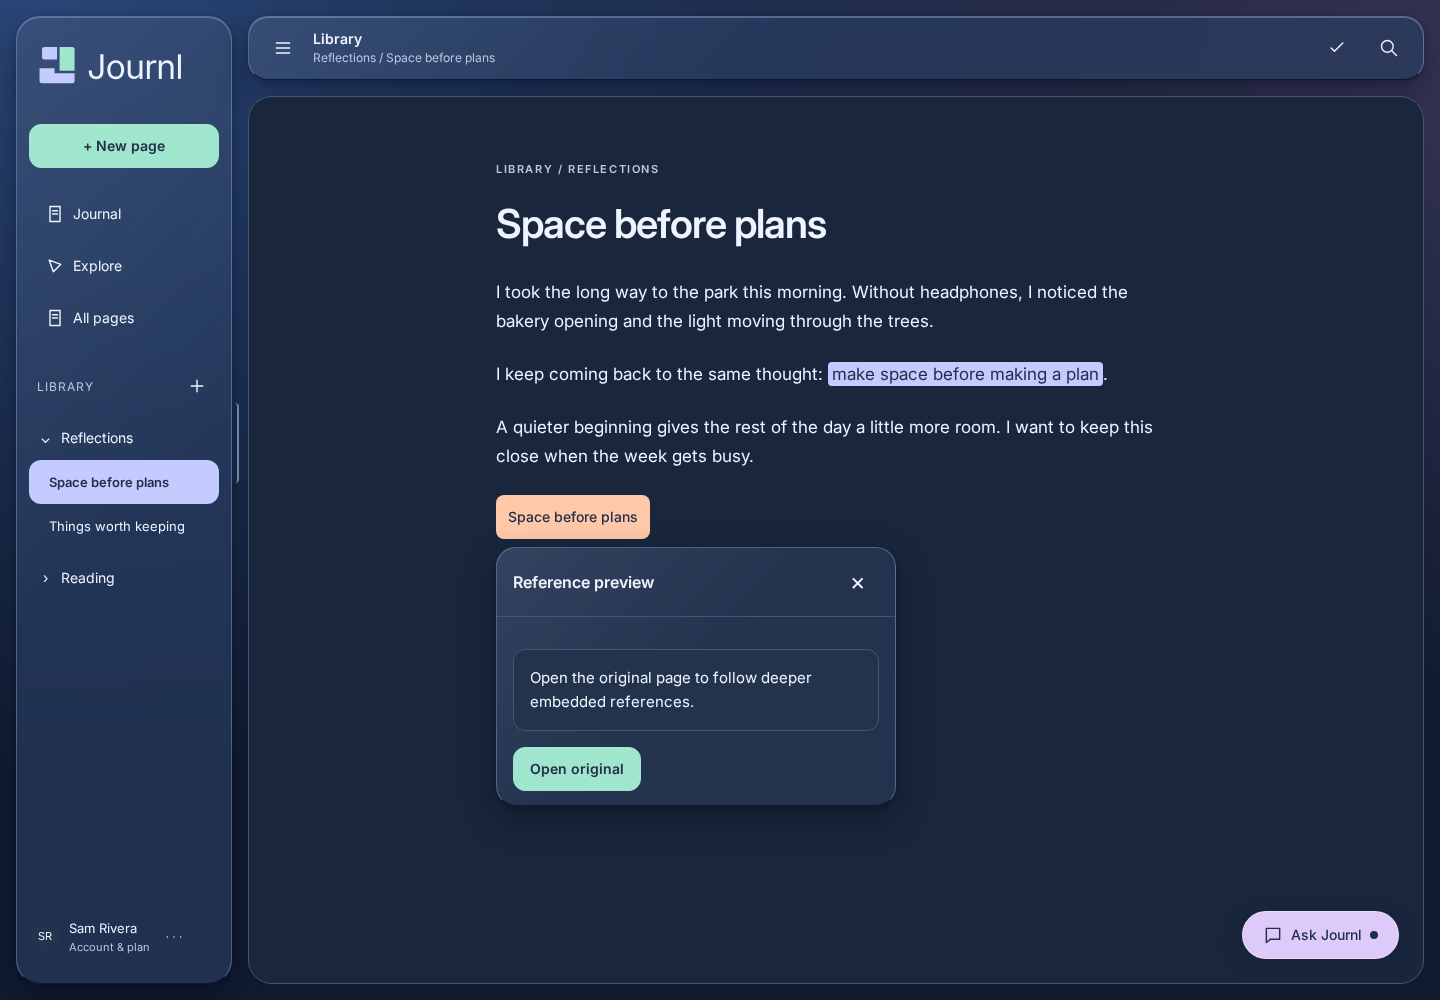 Journl
+ New page
Journal
Explore
All pages
LIBRARY
Reflections
Space before plans
Things worth keeping
Reading
SR
Sam Rivera
Account & plan
...
Library
Reflections / Space before plans
LIBRARY / REFLECTIONS
Space before plans
I took the long way to the park this morning. Without headphones, I noticed the
bakery opening and the light moving through the trees.
I keep coming back to the same thought: make space before making a plan.
A quieter beginning gives the rest of the day a little more room. I want to keep this
close when the week gets busy.
Space before plans
Reference preview
Open the original page to follow deeper
embedded references.
Open original
Ask Journl